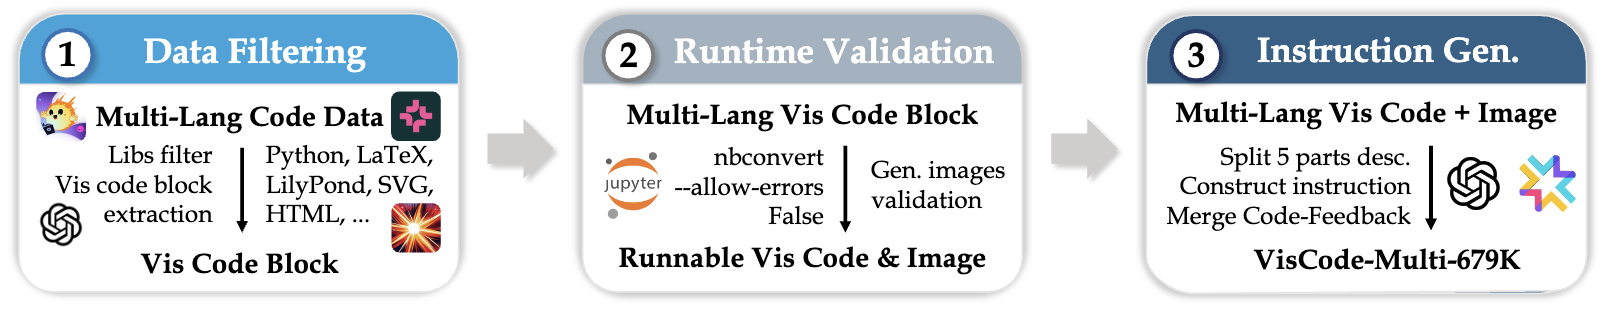 1 Data Filtering
Multi-Lang Code Data
Libs filter
Vis code block
extraction
Python, LaTeX,
LilyPond, SVG,
HTML, ...
Vis Code Block
2 Runtime Validation
Multi-Lang Vis Code Block
jupyter
nbconvert
--allow-errors
False
Gen. images
validation
Runnable Vis Code & Image
3 Instruction Gen.
Multi-Lang Vis Code + Image
Split 5 parts desc.
Construct instruction
Merge Code-Feedback
VisCode-Multi-679K